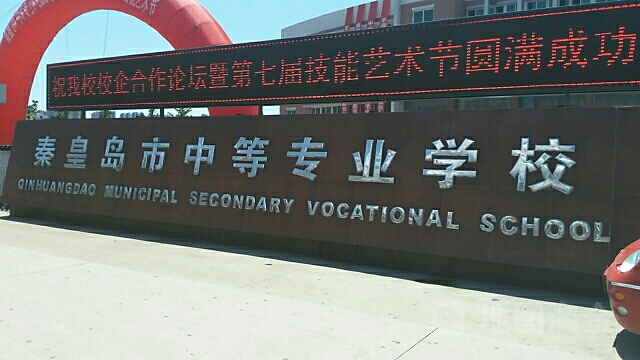 祝我校校企合作论坛暨第七届技能艺术节圆满成功
秦皇岛市中等专业学校
QINHUANGDAO MUNICIPAL SECONDARY VOCATIONAL SCHOOL